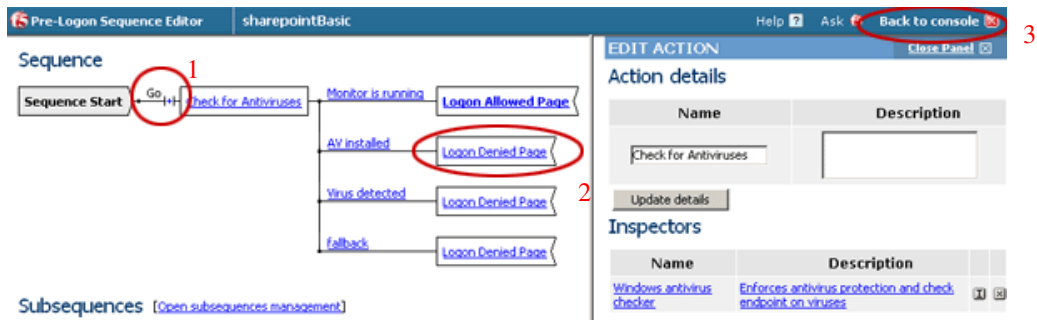 Pre-Logon Sequence Editor
sharepointBasic
Help ? Ask Back to console
3
Sequence
1
Sequence Start
Go
Check for Antiviruses
Monitor is running
Logon Allowed Page
AV installed
Logon Denied Page
2
Virus detected
Logon Denied Page
fallback
Logon Denied Page
Subsequences [Open subsequences management]
EDIT ACTION
Close Panel
Action details
Name Description
Check for Antiviruses
Update details
Inspectors
Name Description
Windows antivirus
checker
Enforces antivirus protection and check
endpoint on viruses